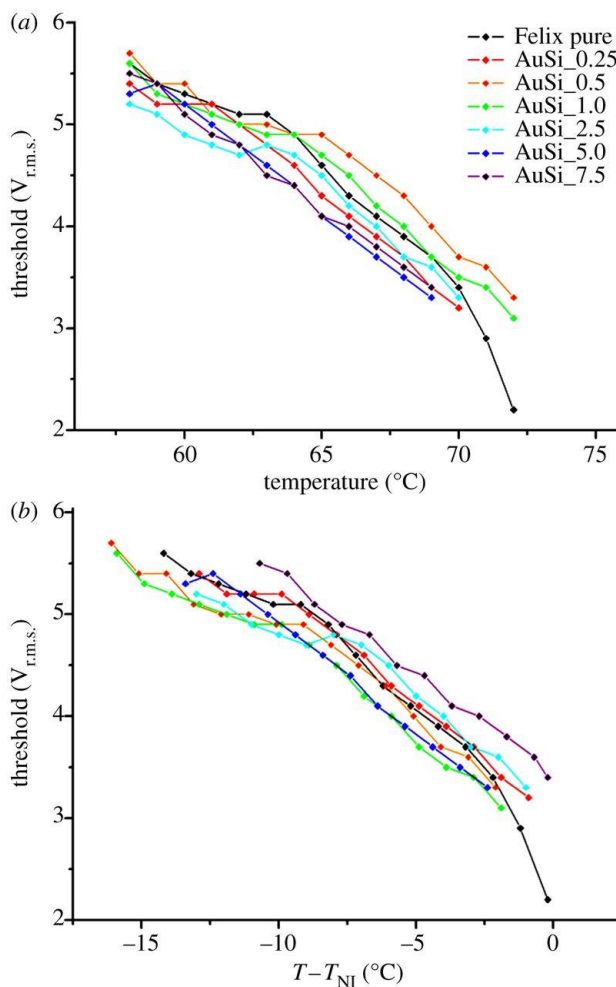 (a)
6
5
4
3
2
threshold (Vr.m.s.)
60 65 70 75
temperature (°C)
Felix pure
AuSi_0.25
AuSi_0.5
AuSi_1.0
AuSi_2.5
AuSi_5.0
AuSi_7.5
(b)
6
5
4
3
2
threshold (Vr.m.s.)
–15 –10 –5 0
T–TNI (°C)